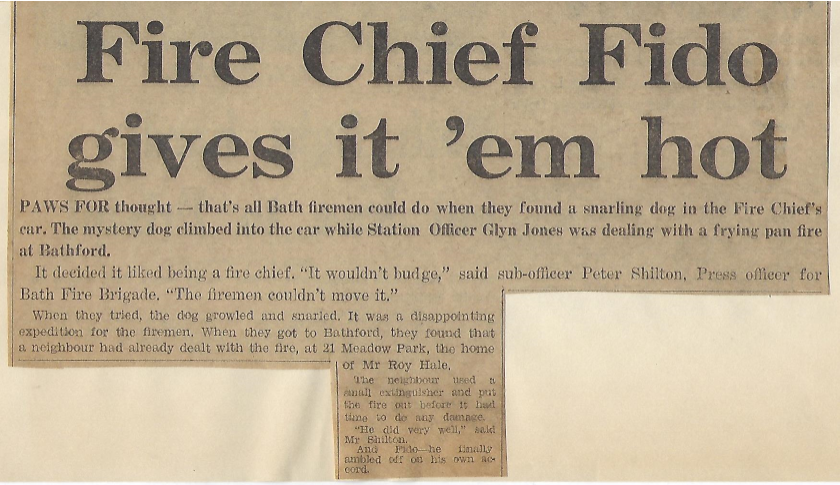 Fire Chief Fido
gives it 'em hot
PAWS FOR thought — that's all Bath firemen could do when they found a snarling dog in the Fire Chief's
car. The mystery dog climbed into the car while Station Officer Glyn Jones was dealing with a frying pan fire
at Bathford.
It decided it liked being a fire chief. "It wouldn't budge," said sub-officer Peter Shilton, Press officer for
Bath Fire Brigade. "The firemen couldn't move it."
When they tried, the dog growled and snarled. It was a disappointing
expedition for the firemen. When they got to Bathford, they found that
a neighbour had already dealt with the fire, at 21 Meadow Park, the home
of Mr Roy Hale.
The neighbour used a
small extinguisher and put
the fire out before it had
time to do any damage.
"He did very well," said
Mr Shilton.
And Fido—he finally
ambled off on his own ac-
cord.